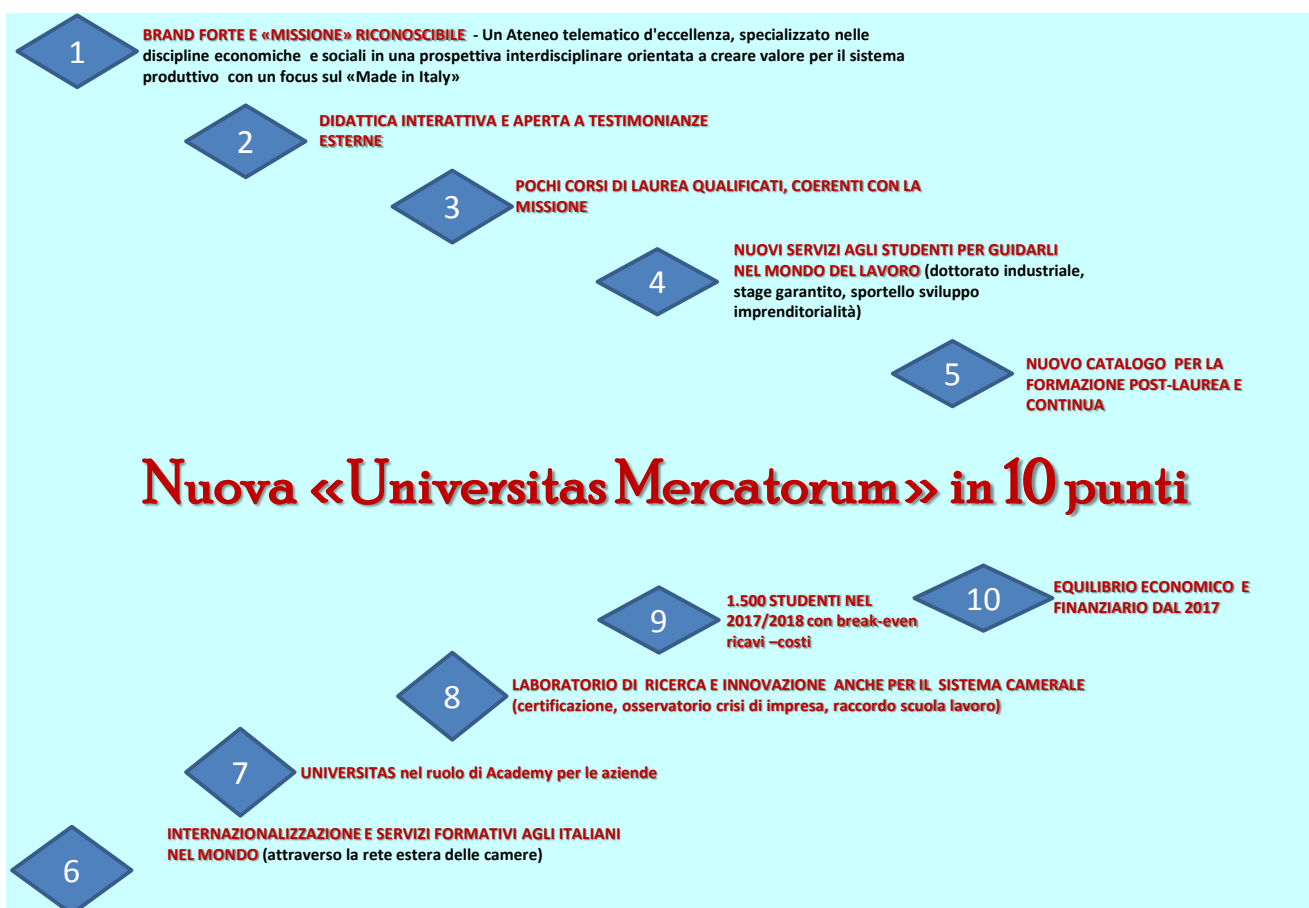 1
BRAND FORTE E «MISSIONE» RICONOSCIBILE - Un Ateneo telematico d'eccellenza, specializzato nelle
discipline economiche e sociali in una prospettiva interdisciplinare orientata a creare valore per il sistema
produttivo con un focus sul «Made in Italy»
2
DIDATTICA INTERATTIVA E APERTA A TESTIMONIANZE
ESTERNE
3
POCHI CORSI DI LAUREA QUALIFICATI, COERENTI CON LA
MISSIONE
4
NUOVI SERVIZI AGLI STUDENTI PER GUIDARLI
NEL MONDO DEL LAVORO (dottorato industriale,
stage garantito, sportello sviluppo
imprenditorialità)
5
NUOVO CATALOGO PER LA
FORMAZIONE POST-LAUREA E
CONTINUA
Nuova «Universitas Mercatorum» in 10 punti
10
EQUILIBRIO ECONOMICO E
FINANZIARIO DAL 2017
9
1.500 STUDENTI NEL
2017/2018 con break-even
ricavi –costi
8
LABORATORIO DI RICERCA E INNOVAZIONE ANCHE PER IL SISTEMA CAMERALE
(certificazione, osservatorio crisi di impresa, raccordo scuola lavoro)
7
UNIVERSITAS nel ruolo di Academy per le aziende
6
INTERNAZIONALIZZAZIONE E SERVIZI FORMATIVI AGLI ITALIANI
NEL MONDO (attraverso la rete estera delle camere)